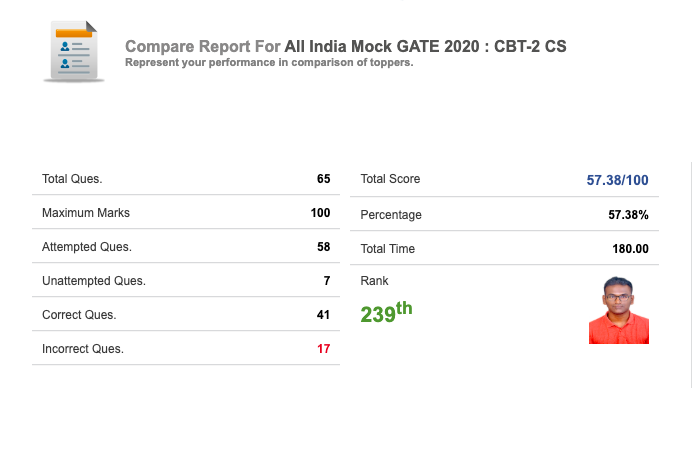 Compare Report For All India Mock GATE 2020 : CBT-2 CS
Represent your performance in comparison of toppers.
Total Ques. 65
Maximum Marks 100
Attempted Ques. 58
Unattempted Ques. 7
Correct Ques. 41
Incorrect Ques. 17
Total Score 57.38/100
Percentage 57.38%
Total Time 180.00
Rank
239th